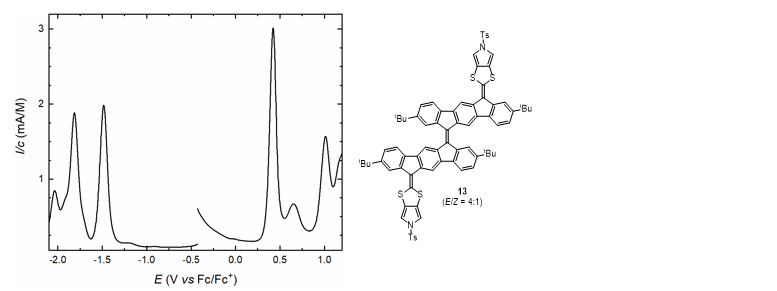 3
2
1
I/c (mA/M)
-2.0 -1.5 -1.0 -0.5 0.0 0.5 1.0
E (V vs Fc/Fc⁺)
Ts
N
S S
ᵗBu
ᵗBu
ᵗBu
ᵗBu
S S
N
Ts
13
(E/Z = 4:1)